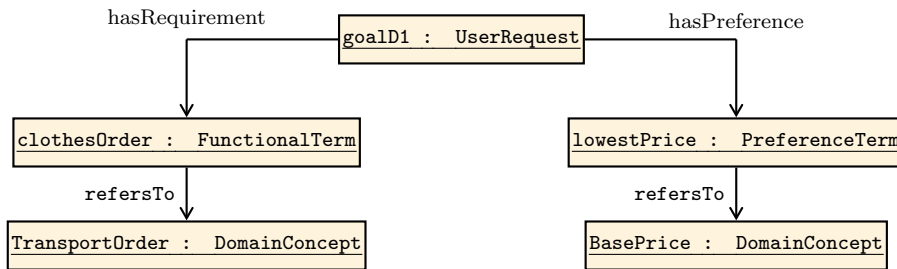 hasRequirement
goalD1 : UserRequest
hasPreference
clothesOrder : FunctionalTerm
lowestPrice : PreferenceTerm
refersTo
refersTo
TransportOrder : DomainConcept
BasePrice : DomainConcept